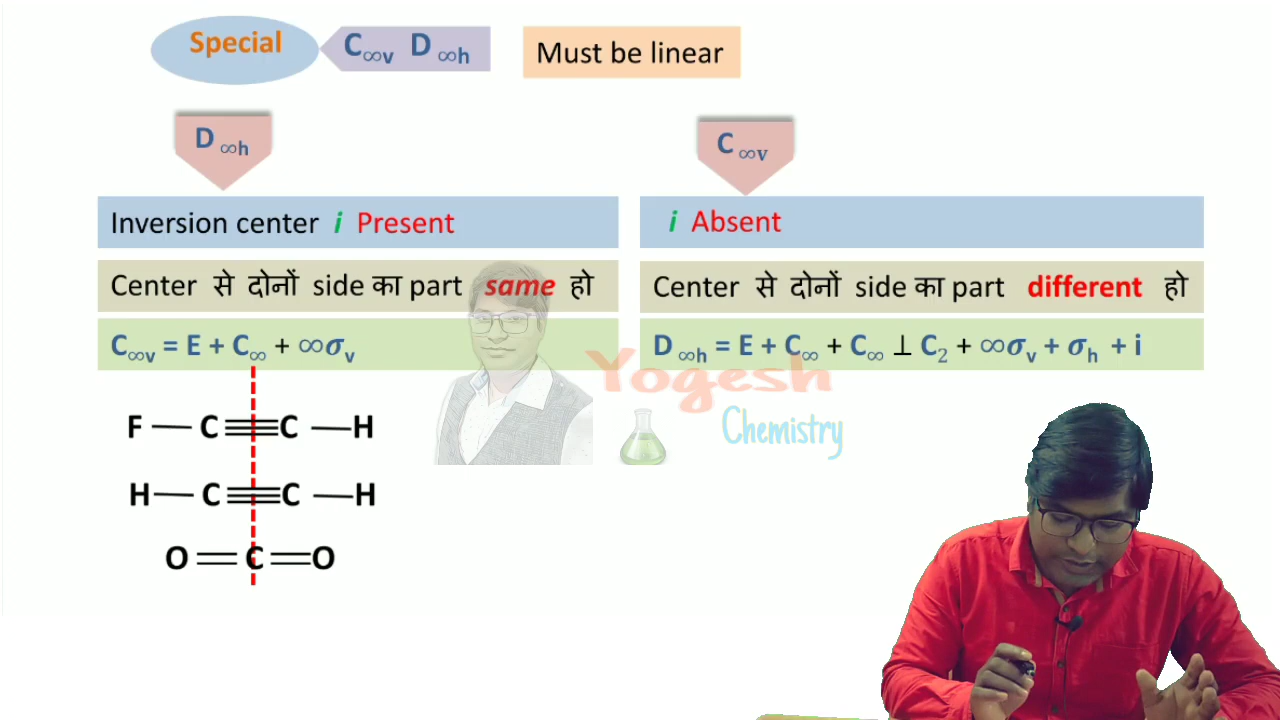 Special C∞v D ∞h Must be linear
D ∞h
C ∞v
Inversion center i Present
i Absent
Center से दोनों side का part same हो
Center से दोनों side का part different हो
C∞v = E + C∞ + ∞σv
D ∞h = E + C∞ + C∞ ⊥ C2 + ∞σv + σh + i
Yogesh
Chemistry
F — C ≡ C — H
H — C ≡ C — H
O = C = O